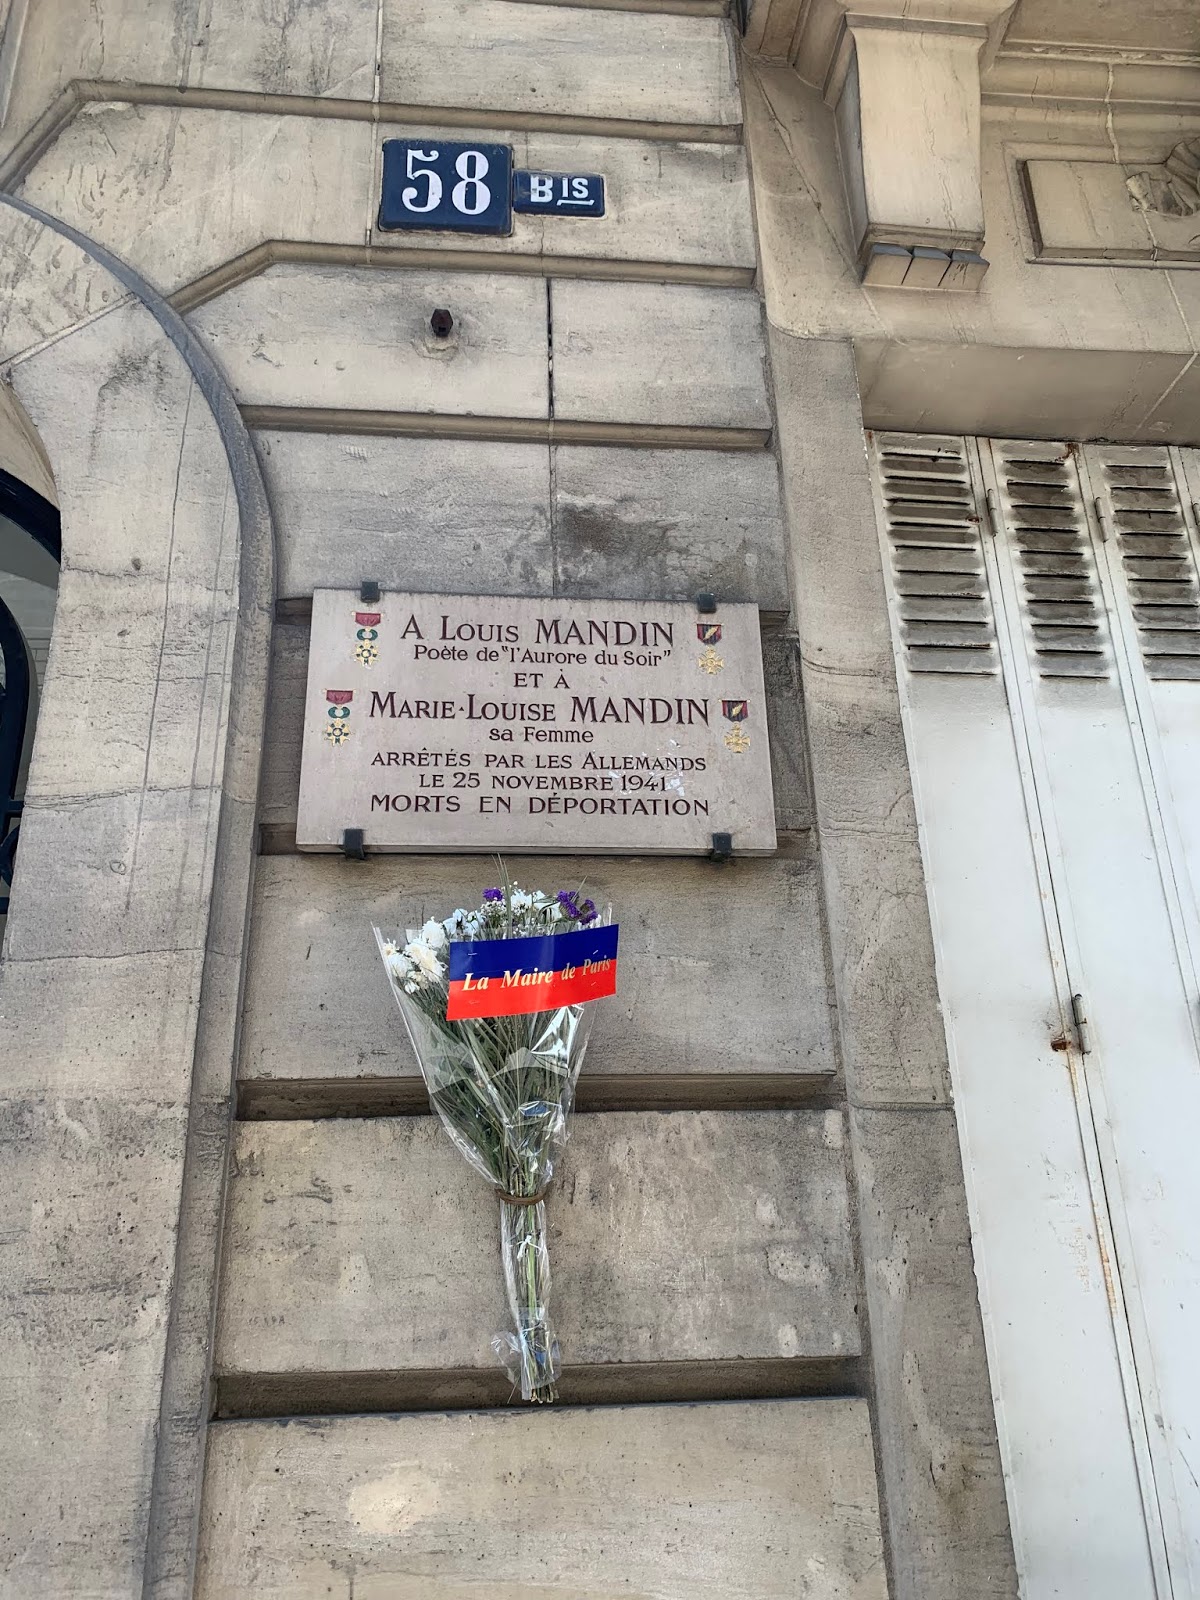 58 Bis
A Louis MANDIN
Poète de "l'Aurore du Soir"
ET À
MARIE-LOUISE MANDIN
sa Femme
ARRÊTÉS PAR LES ALLEMANDS
LE 25 NOVEMBRE 1941
MORTS EN DÉPORTATION
La Maire de Paris